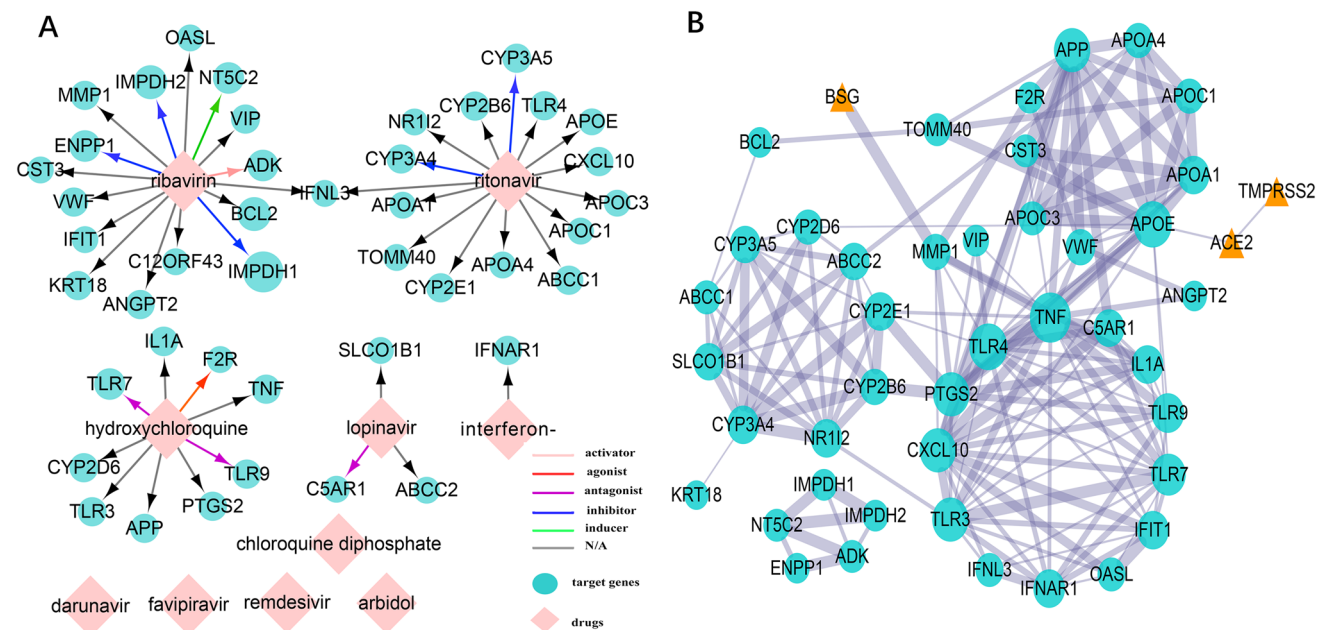 A
OASL
IMPDH2
NT5C2
MMP1
VIP
ENPP1
ADK
CST3
ribavirin
IFNL3
VWF
BCL2
IFIT1
C12ORF43
IMPDH1
KRT18
ANGPT2
CYP3A5
CYP2B6
TLR4
NR1I2
APOE
CYP3A4
CXCL10
ritonavir
APOA1
APOC3
APOC1
TOMM40
APOA4
ABCC1
CYP2E1
IL1A
F2R
TLR7
TNF
hydroxychloroquine
CYP2D6
TLR9
TLR3
PTGS2
APP
SLCO1B1
lopinavir
C5AR1
ABCC2
IFNAR1
interferon-
chloroquine diphosphate
darunavir
favipiravir
remdesivir
arbidol
activator
agonist
antagonist
inhibitor
inducer
N/A
target genes
drugs
B
APP
APOA4
BSG
F2R
APOC1
TOMM40
BCL2
CST3
APOA1
TMPRSS2
APOC3
APOE
CYP2D6
CYP3A5
VIP
VWF
ACE2
MMP1
ABCC2
ABCC1
ANGPT2
CYP2E1
TNF
C5AR1
TLR4
SLCO1B1
IL1A
CYP2B6
PTGS2
TLR9
CYP3A4
NR1I2
CXCL10
TLR7
KRT18
IMPDH1
IMPDH2
NT5C2
TLR3
IFIT1
ADK
ENPP1
IFNL3
OASL
IFNAR1